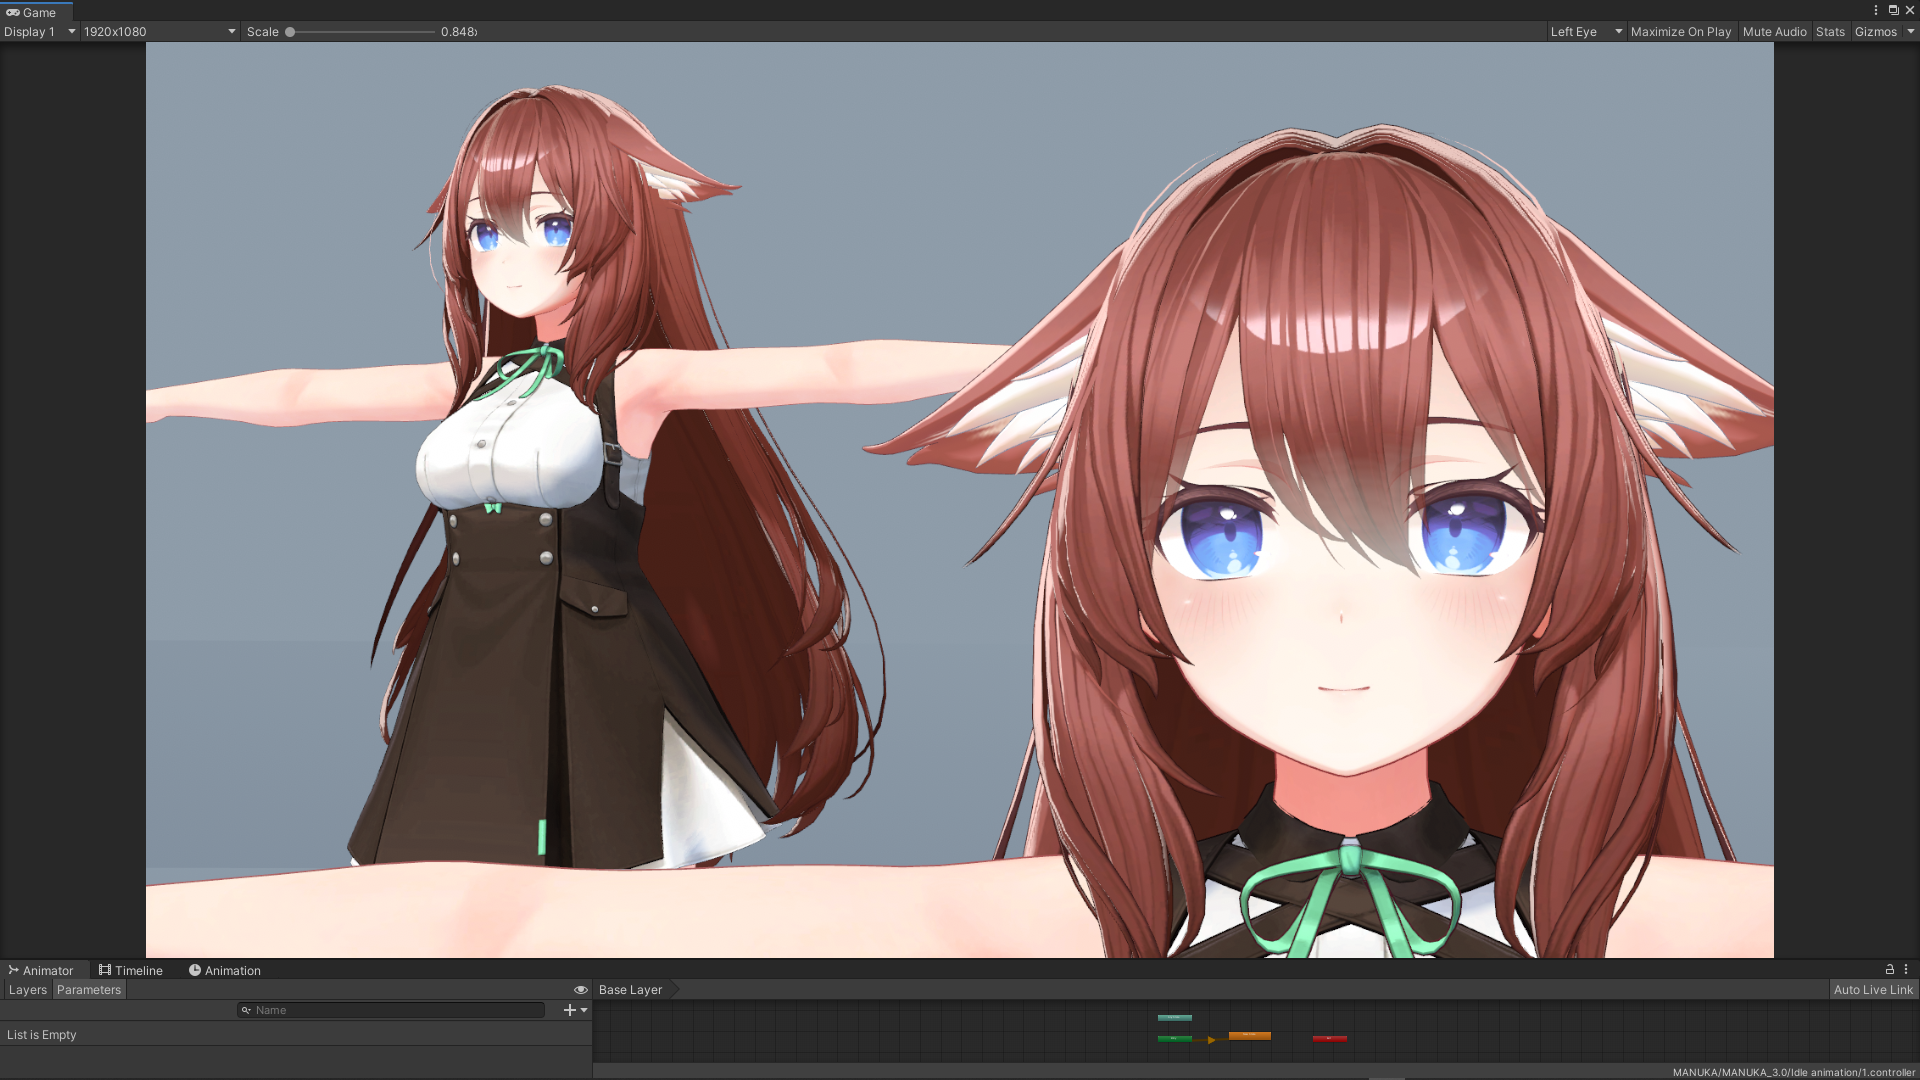 Game
Display 1
1920x1080
Scale
0.848x
Left Eye
Maximize On Play
Mute Audio
Stats
Gizmos
Animator
Timeline
Animation
Layers
Parameters
Base Layer
Auto Live Link
Name
List is Empty
MANUKA/MANUKA_3.0/Idle animation/1.controller